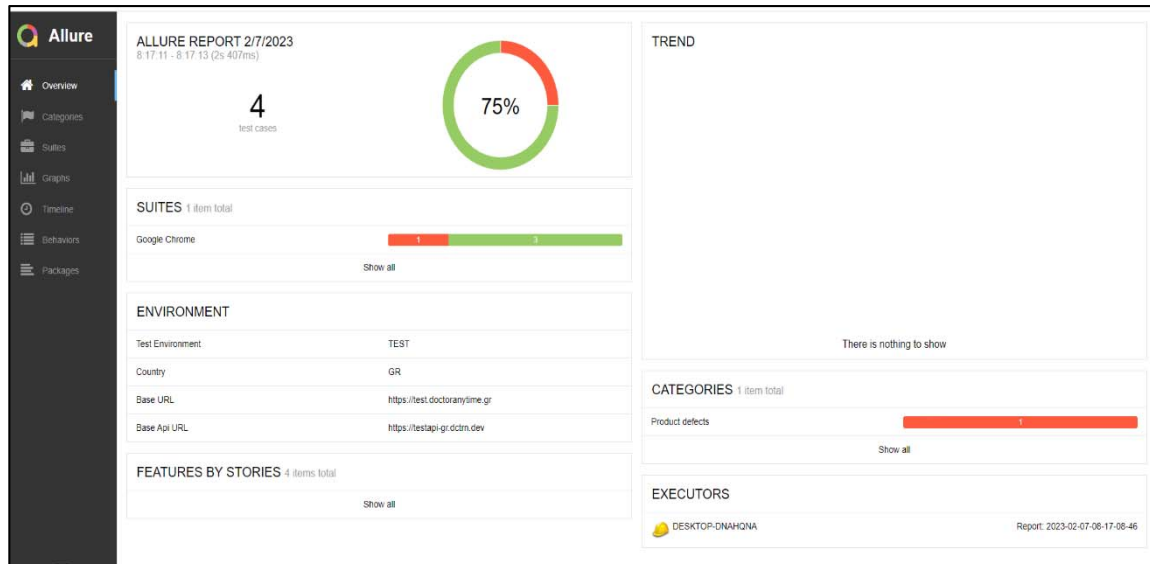 Allure
Overview
Categories
Suites
Graphs
Timeline
Behaviors
Packages
ALLURE REPORT 2/7/2023
8:17:11 - 8:17:13 (2s 407ms)
4
test cases
75%
SUITES 1 item total
Google Chrome 1 3
Show all
ENVIRONMENT
Test Environment TEST
Country GR
Base URL https://test.doctoranytime.gr
Base Api URL https://testapi-gr.dctrn.dev
FEATURES BY STORIES 4 items total
Show all
TREND
There is nothing to show
CATEGORIES 1 item total
Product defects 1
Show all
EXECUTORS
DESKTOP-DNAHQNA Report: 2023-02-07-08-17-08-46